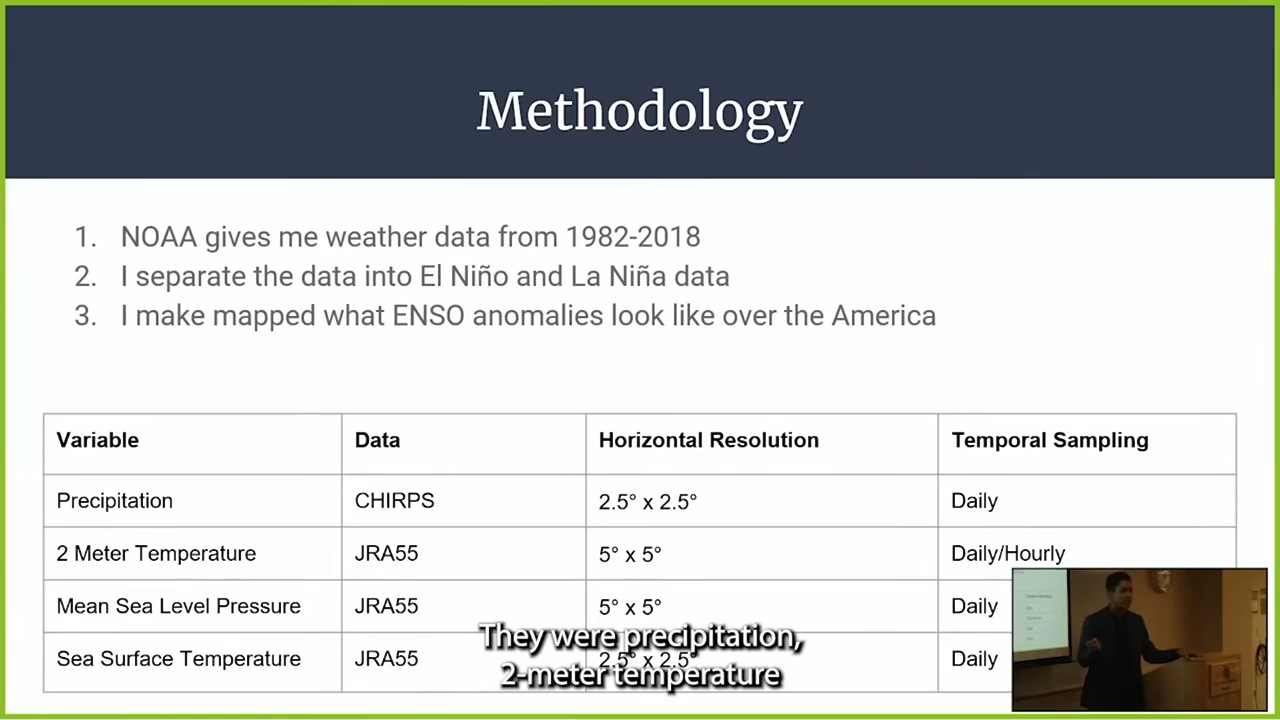 Methodology
1. NOAA gives me weather data from 1982-2018
2. I separate the data into El Niño and La Niña data
3. I make mapped what ENSO anomalies look like over the America
Variable Data Horizontal Resolution Temporal Sampling
Precipitation CHIRPS 2.5° x 2.5° Daily
2 Meter Temperature JRA55 5° x 5° Daily/Hourly
Mean Sea Level Pressure JRA55 5° x 5° Daily
Sea Surface Temperature JRA55 2.5° x 2.5° Daily
They were precipitation,
2-meter temperature